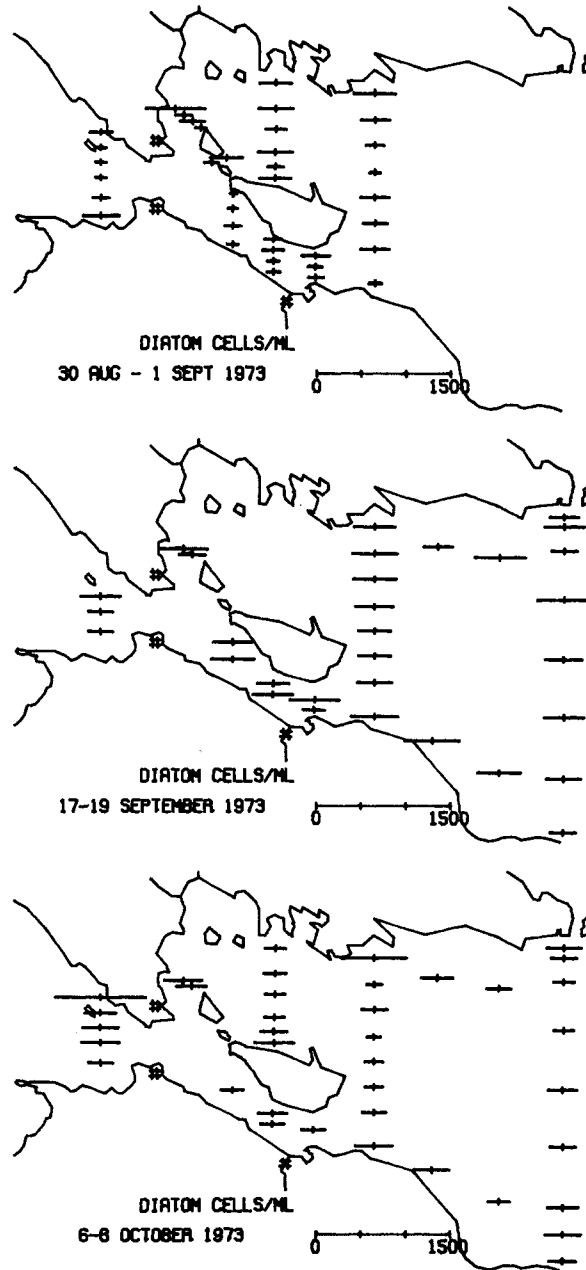 DIATOM CELLS/ML
30 AUG - 1 SEPT 1973
0 1500
DIATOM CELLS/ML
17-19 SEPTEMBER 1973
0 1500
DIATOM CELLS/ML
6-8 OCTOBER 1973
0 1500